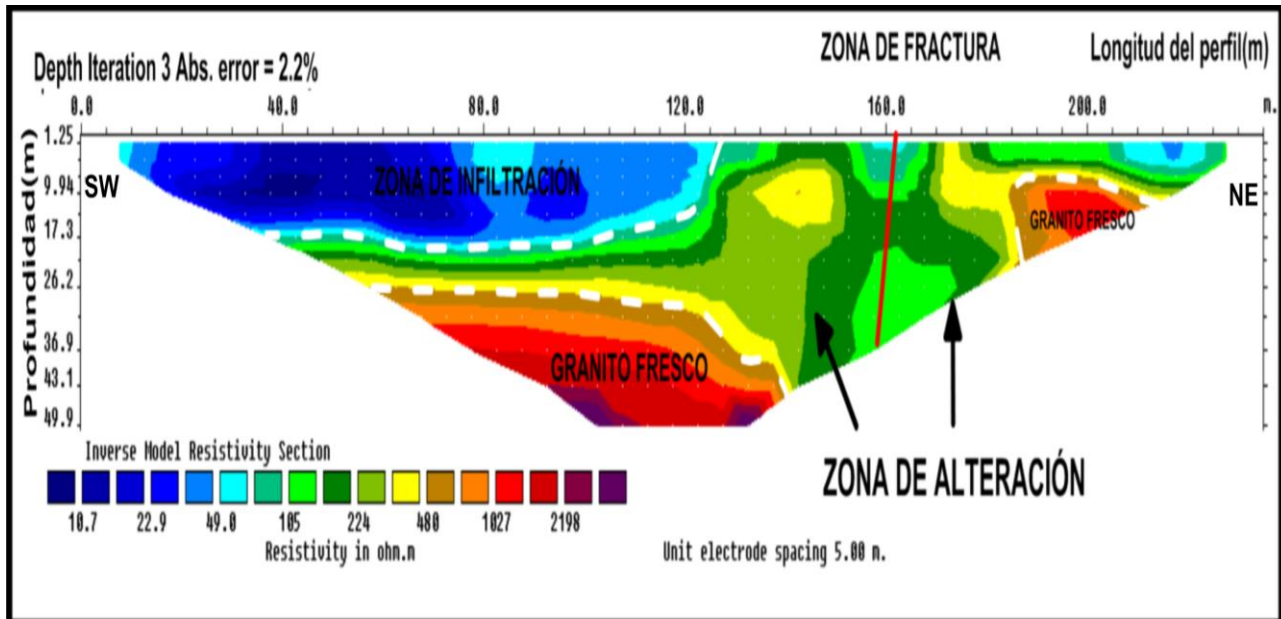 ZONA DE FRACTURA
Longitud del perfil(m)
Depth Iteration 3 Abs. error = 2.2%
0.0 40.0 80.0 120.0 160.0 200.0 m.
Profundidad(m)
1.25
9.94
17.3
26.2
36.9
43.1
49.9
SW
ZONA DE INFILTRACIÓN
NE
GRANITO FRESCO
GRANITO FRESCO
ZONA DE ALTERACIÓN
Inverse Model Resistivity Section
10.7 22.9 49.0 105 224 480 1027 2198
Resistivity in ohm.m
Unit electrode spacing 5.00 m.